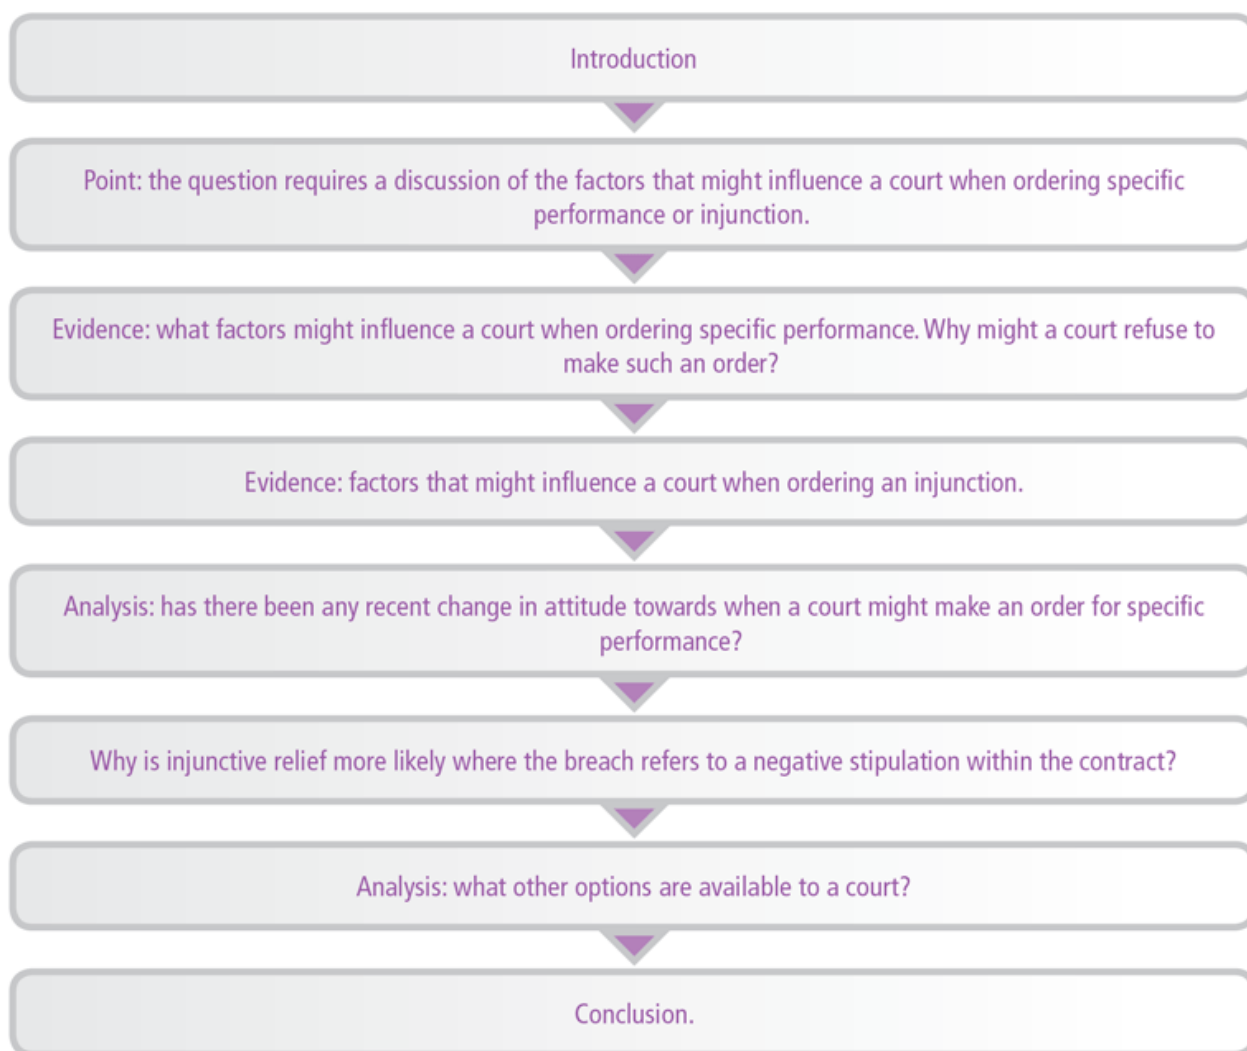 Introduction
Point: the question requires a discussion of the factors that might influence a court when ordering specific
performance or injunction.
Evidence: what factors might influence a court when ordering specific performance. Why might a court refuse to
make such an order?
Evidence: factors that might influence a court when ordering an injunction.
Analysis: has there been any recent change in attitude towards when a court might make an order for specific
performance?
Why is injunctive relief more likely where the breach refers to a negative stipulation within the contract?
Analysis: what other options are available to a court?
Conclusion.